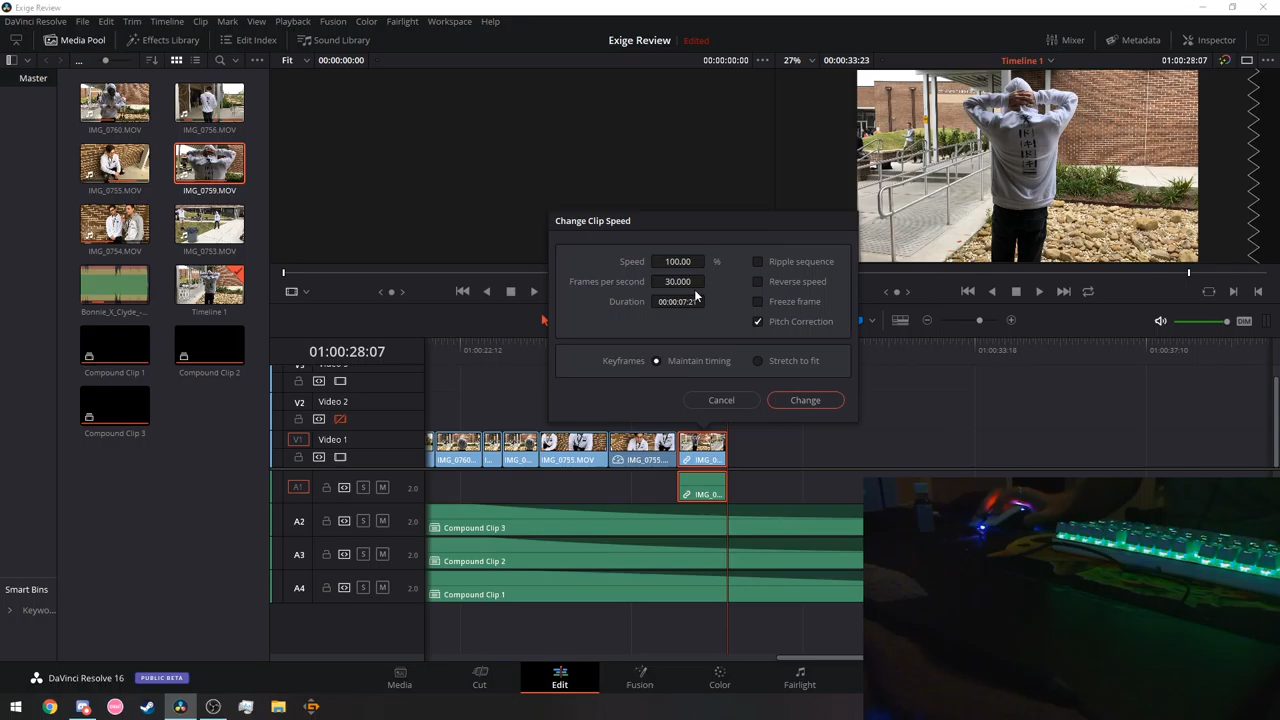 Exige Review
DaVinci Resolve File Edit Trim Timeline Clip Mark View Playback Fusion Color Fairlight Workspace Help
Media Pool Effects Library Edit Index Sound Library Exige Review Edited Mixer Metadata Inspector
... Fit 00:00:00:00 00:00:00:00 27% 00:00:33:23 Timeline 1 01:00:28:07
Master
IMG_0760.MOV IMG_0756.MOV
IMG_0755.MOV IMG_0759.MOV
IMG_0754.MOV IMG_0753.MOV
Bonnie_X_Clyde_-... Timeline 1
Compound Clip 1 Compound Clip 2
Compound Clip 3
Change Clip Speed
Speed 100.00 % Ripple sequence
Frames per second 30.000 Reverse speed
Duration 00:00:07:21 Freeze frame
Pitch Correction
Keyframes Maintain timing Stretch to fit
Cancel Change
DIM
01:00:28:07
01:00:22:12 01:00:33:18 01:00:37:10
V2 Video 2
V1 Video 1
IMG_0760... I... IMG_0... IMG_0755.MOV IMG_0755.... IMG_0...
A1 S M 2.0 IMG_0...
A2 S M 2.0 Compound Clip 3
A3 S M 2.0 Compound Clip 2
A4 S M 2.0 Compound Clip 1
Smart Bins
Keywo...
DaVinci Resolve 16 PUBLIC BETA
Media Cut Edit Fusion Color Fairlight